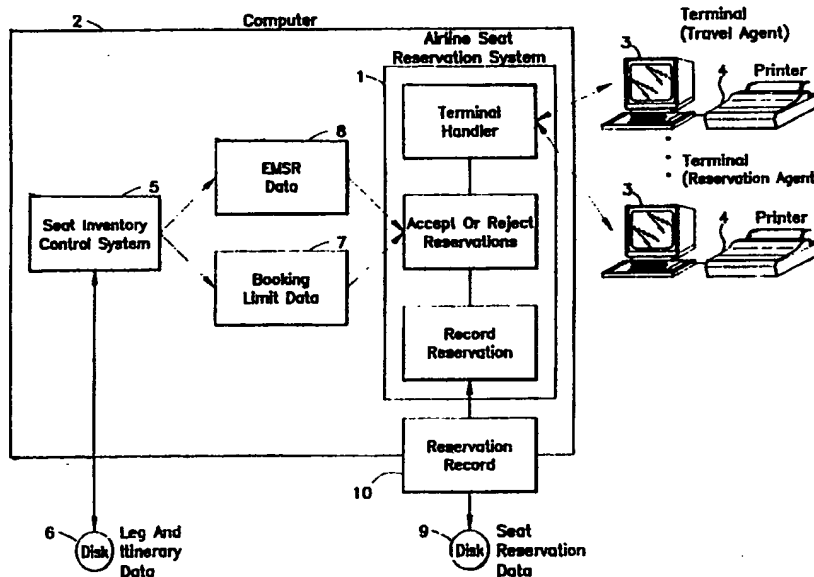 2
Computer
Terminal
(Travel Agent)
Airline Seat
Reservation System
3
4
Printer
1
Terminal
Handler
8
EMSR
Data
Terminal
(Reservation Agent
3
4
Printer
5
Seat Inventory
Control System
Accept Or Reject
Reservations
7
Booking
Limit Data
Record
Reservation
Reservation
Record
10
6
Disk
Leg And
Itinerary
Data
9
Disk
Seat
Reservation
Data